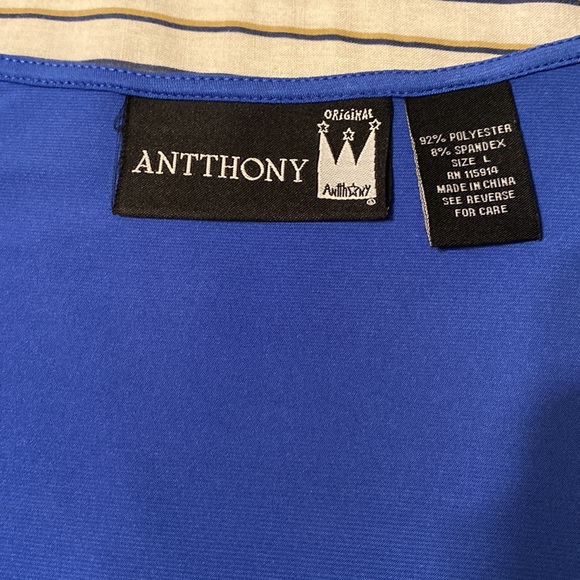 ANTTHONY
ORIGINAL
Antthony
®
92% POLYESTER
8% SPANDEX
SIZE L
RN 115914
MADE IN CHINA
SEE REVERSE
FOR CARE